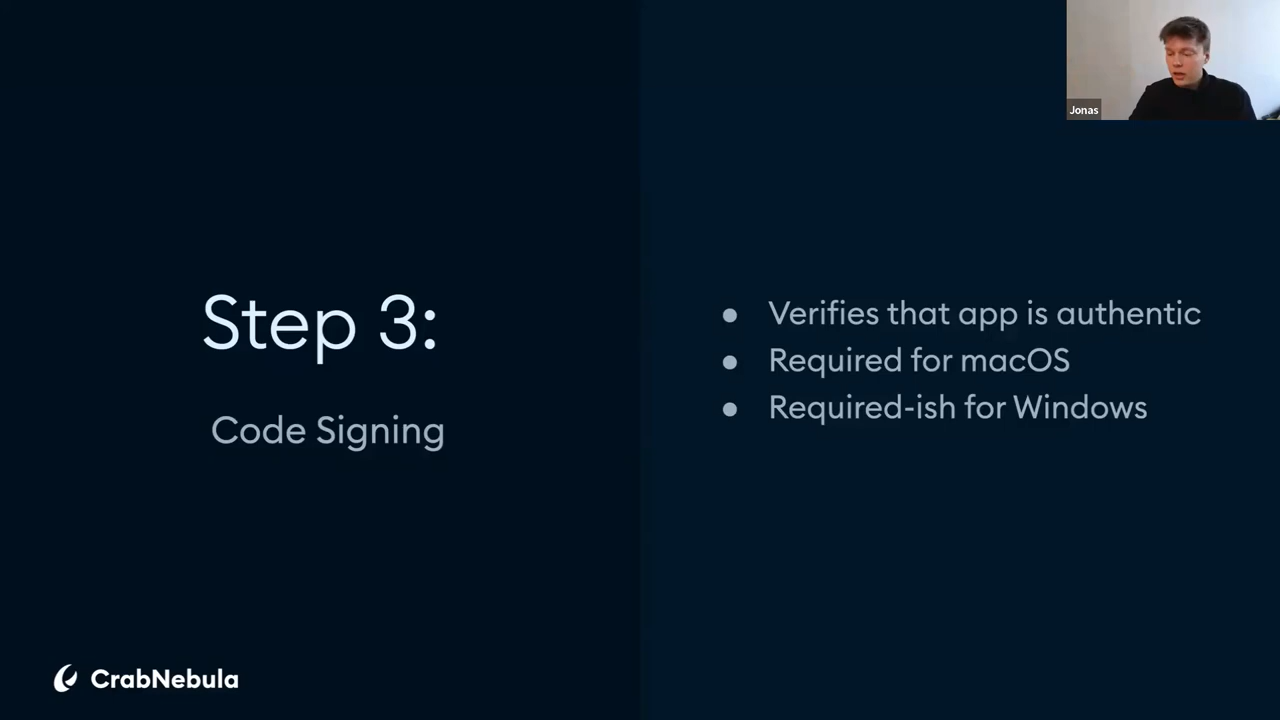 Jonas
Step 3:
Code Signing
● Verifies that app is authentic
● Required for macOS
● Required-ish for Windows
CrabNebula